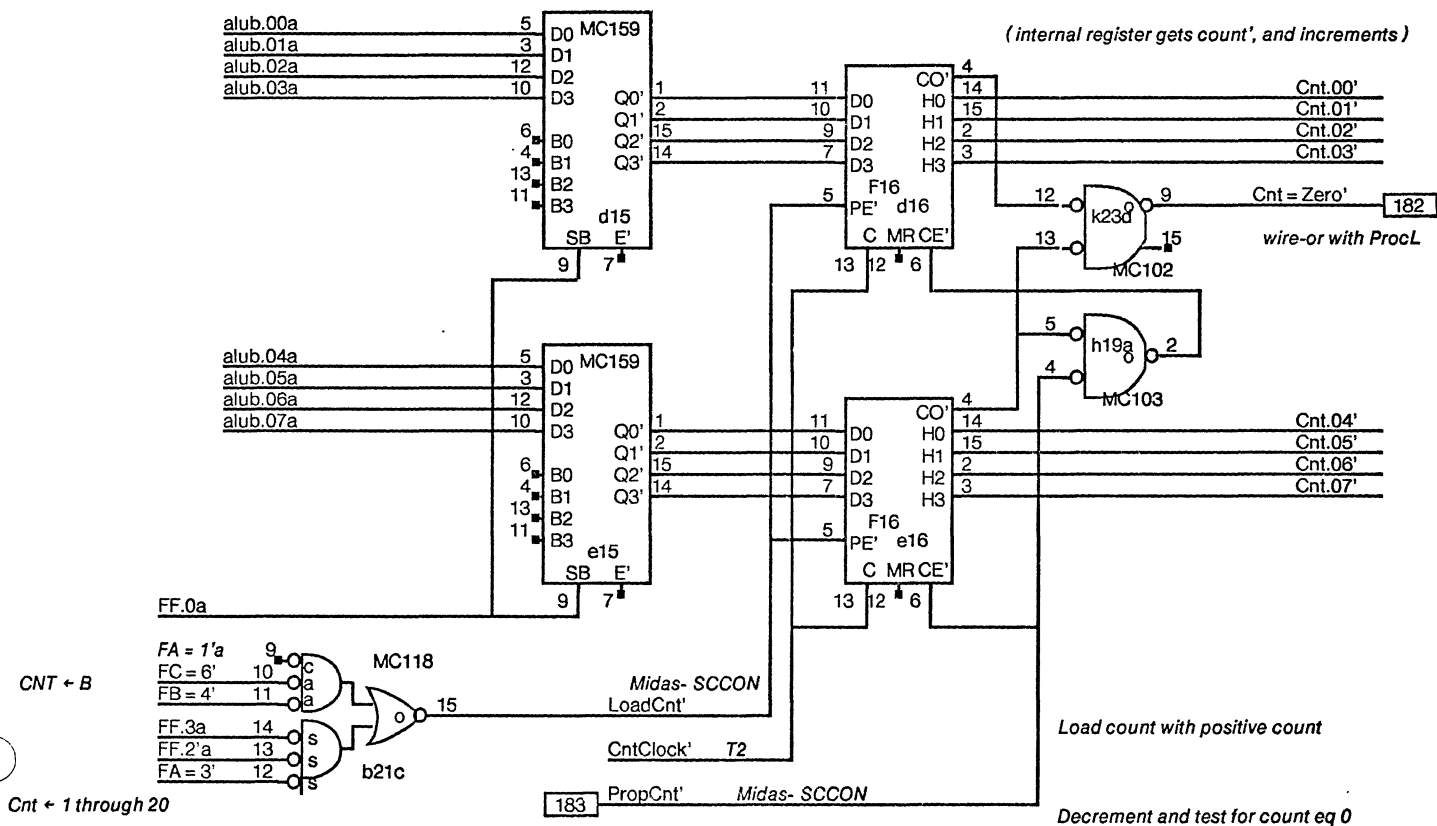 alub.00a 5 D0 MC159
alub.01a 3 D1
alub.02a 12 D2
alub.03a 10 D3
Q0' 1
Q1' 2
Q2' 15
Q3' 14
6 B0
4 B1
13 B2
11 B3
d15
SB E'
9 7
(internal register gets count', and increments)
CO' 4
11 D0 H0 14 Cnt.00'
10 D1 H1 15 Cnt.01'
9 D2 H2 2 Cnt.02'
7 D3 H3 3 Cnt.03'
F16
5 PE' d16
C MR CE'
13 12 6
12 k23d o 9 Cnt = Zero' 182
13 15
MC102
wire-or with ProcL
5 h19a o 2
4
MC103
alub.04a 5 D0 MC159
alub.05a 3 D1
alub.06a 12 D2
alub.07a 10 D3
Q0' 1
Q1' 2
Q2' 15
Q3' 14
6 B0
4 B1
13 B2
11 B3
e15
SB E'
9 7
CO' 4
11 D0 H0 14 Cnt.04'
10 D1 H1 15 Cnt.05'
9 D2 H2 2 Cnt.06'
7 D3 H3 3 Cnt.07'
F16
5 PE' e16
C MR CE'
13 12 6
FF.0a
FA = 1'a 9 c
MC118
CNT ← B
FC = 6' 10 a
FB = 4' 11 a
o 15
Midas- SCCON
LoadCnt'
FF.3a 14 s
FF.2'a 13 s
FA = 3' 12 s
b21c
Load count with positive count
CntClock' T2
183 PropCnt' Midas- SCCON
Cnt ← 1 through 20
Decrement and test for count eq 0